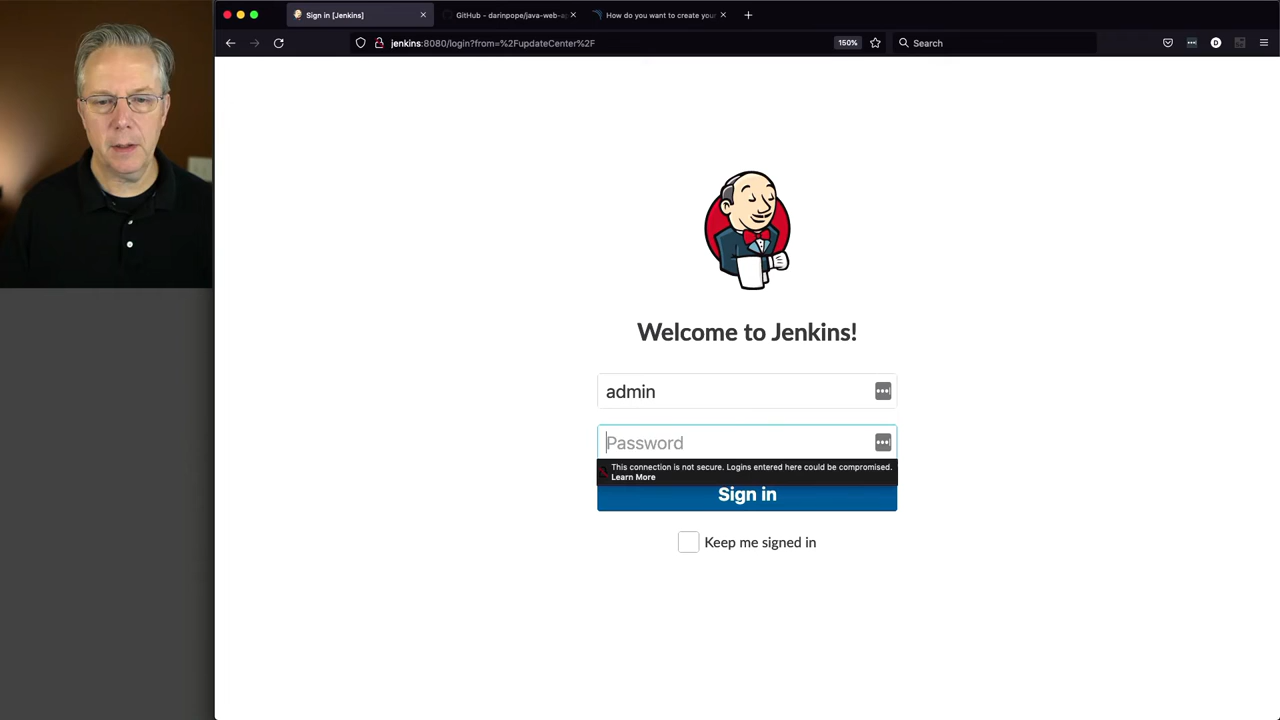 Sign in [Jenkins]
GitHub - darinpope/java-web-ap
How do you want to create your
jenkins:8080/login?from=%2FupdateCenter%2F
150%
Search
D
Welcome to Jenkins!
admin
Password
This connection is not secure. Logins entered here could be compromised.
Learn More
Sign in
Keep me signed in